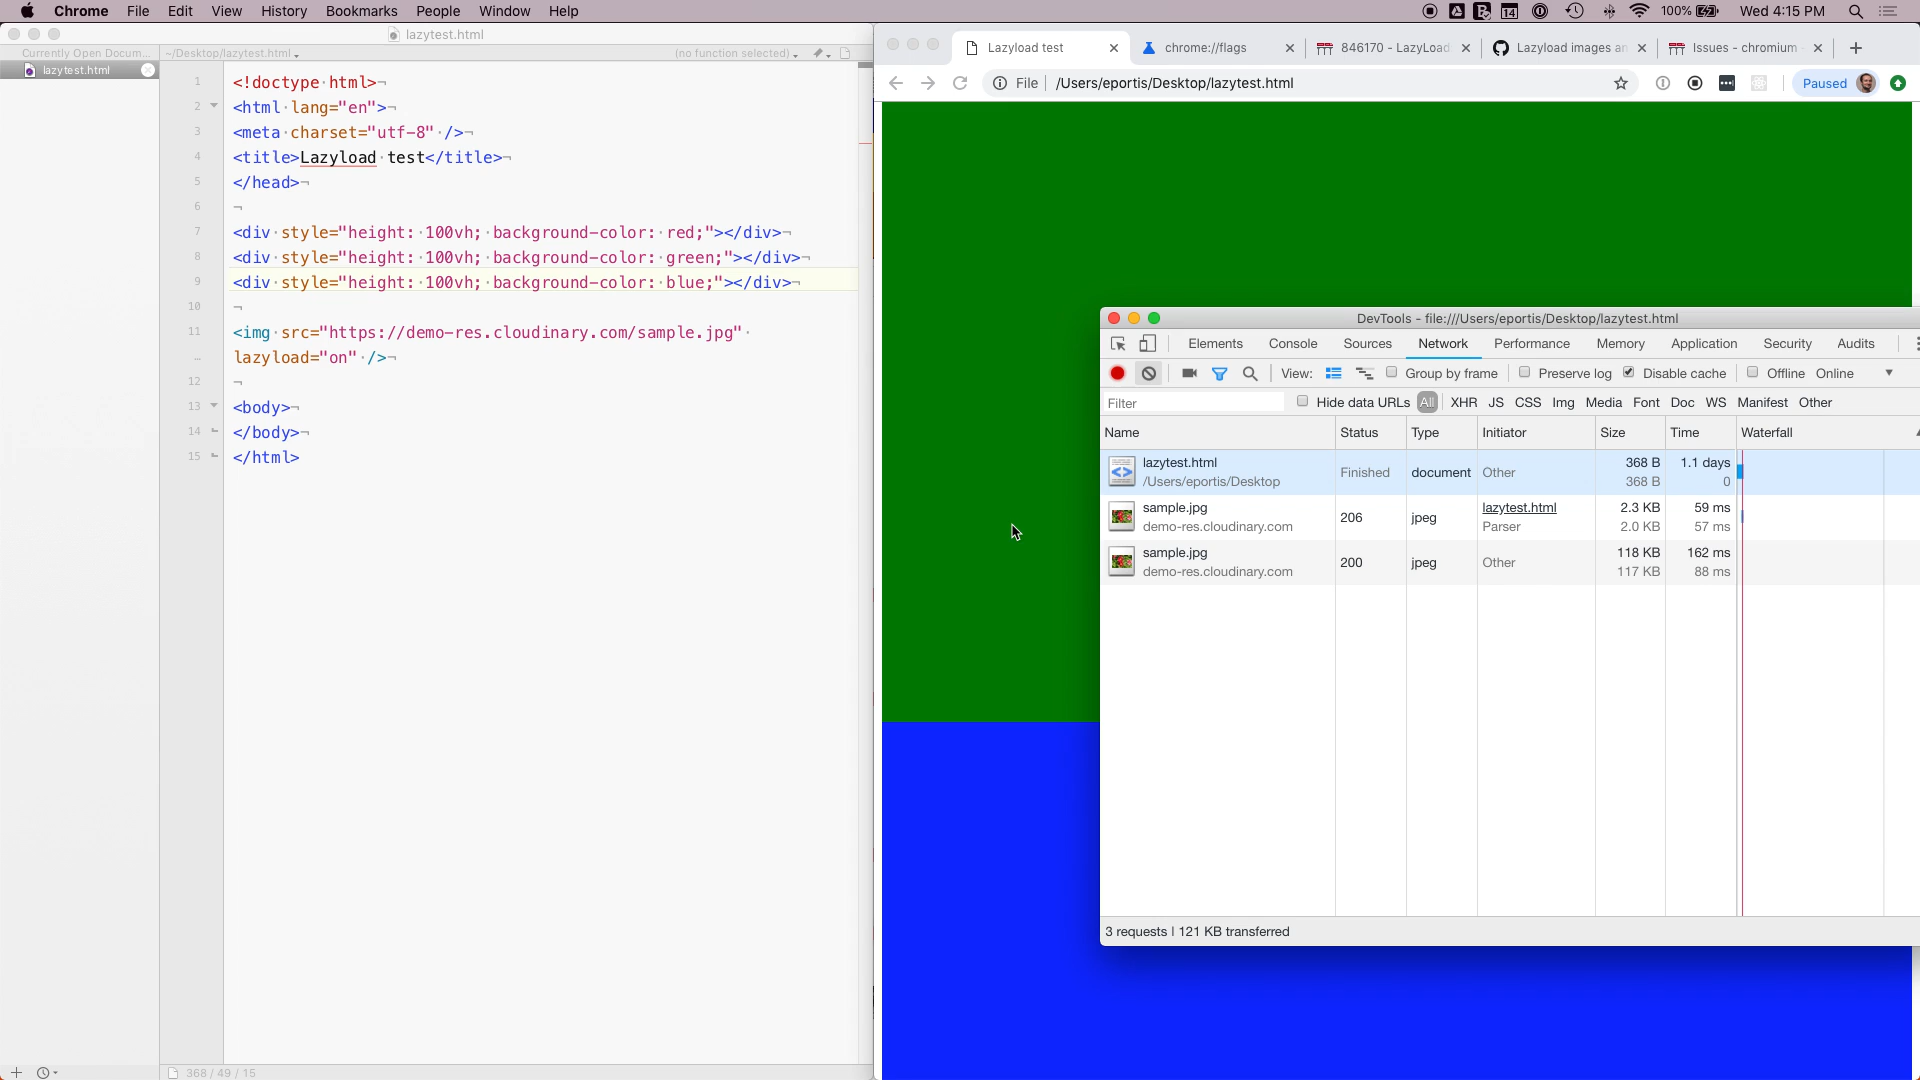 Chrome File Edit View History Bookmarks People Window Help
14 100% Wed 4:15 PM
lazytest.html
Currently Open Docum... ~/Desktop/lazytest.html (no function selected)
lazytest.html
1 <!doctype html>¬
2 <html lang="en">¬
3 <meta charset="utf-8" />¬
4 <title>Lazyload test</title>¬
5 </head>¬
6 ¬
7 <div style="height: 100vh; background-color: red;"></div>¬
8 <div style="height: 100vh; background-color: green;"></div>¬
9 <div style="height: 100vh; background-color: blue;"></div>¬
10 ¬
11 <img src="https://demo-res.cloudinary.com/sample.jpg"
… lazyload="on" />¬
12 ¬
13 <body>¬
14 </body>¬
15 </html>
368 / 49 / 15
Lazyload test chrome://flags 846170 - LazyLoad Lazyload images an Issues - chromium -
File /Users/eportis/Desktop/lazytest.html Paused
DevTools - file:///Users/eportis/Desktop/lazytest.html
Elements Console Sources Network Performance Memory Application Security Audits
View: Group by frame Preserve log Disable cache Offline Online
Filter Hide data URLs All XHR JS CSS Img Media Font Doc WS Manifest Other
Name Status Type Initiator Size Time Waterfall
lazytest.html Finished document Other 368 B 1.1 days
/Users/eportis/Desktop 368 B 0
sample.jpg 206 jpeg lazytest.html 2.3 KB 59 ms
demo-res.cloudinary.com Parser 2.0 KB 57 ms
sample.jpg 200 jpeg Other 118 KB 162 ms
demo-res.cloudinary.com 117 KB 88 ms
3 requests | 121 KB transferred